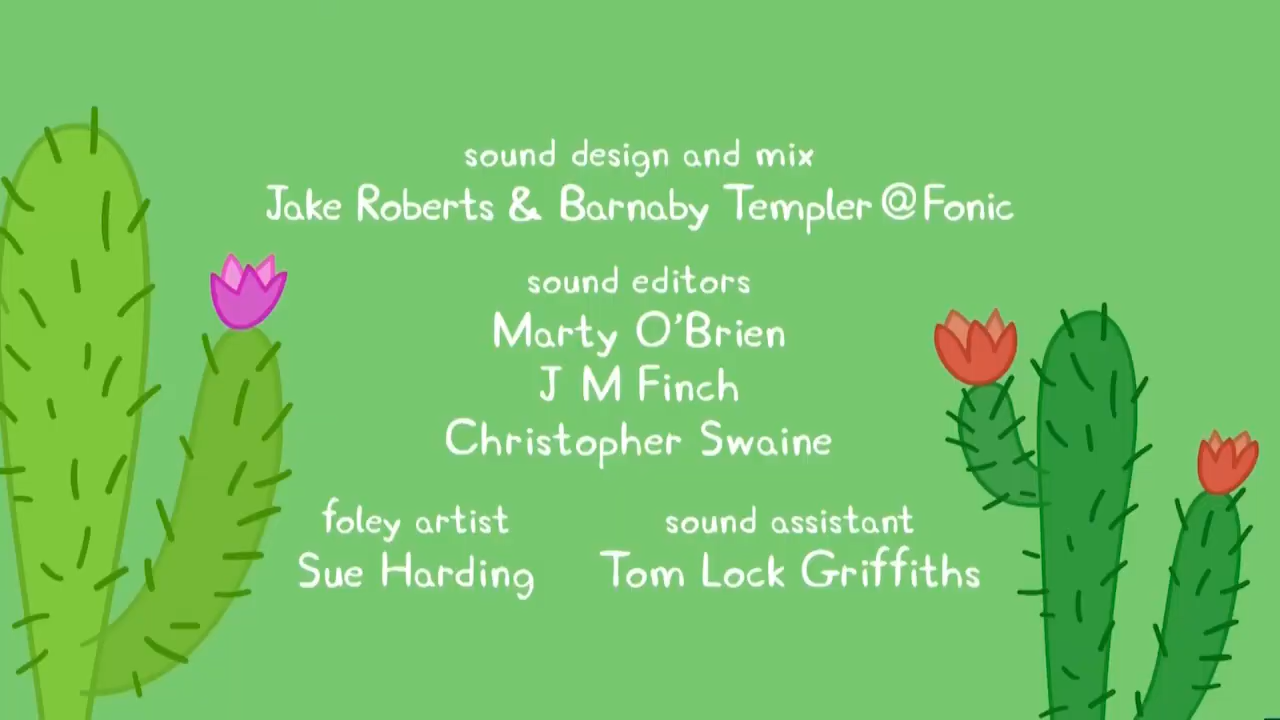 sound design and mix
Jake Roberts & Barnaby Templer @ Fonic
sound editors
Marty O'Brien
J M Finch
Christopher Swaine
foley artist
Sue Harding
sound assistant
Tom Lock Griffiths